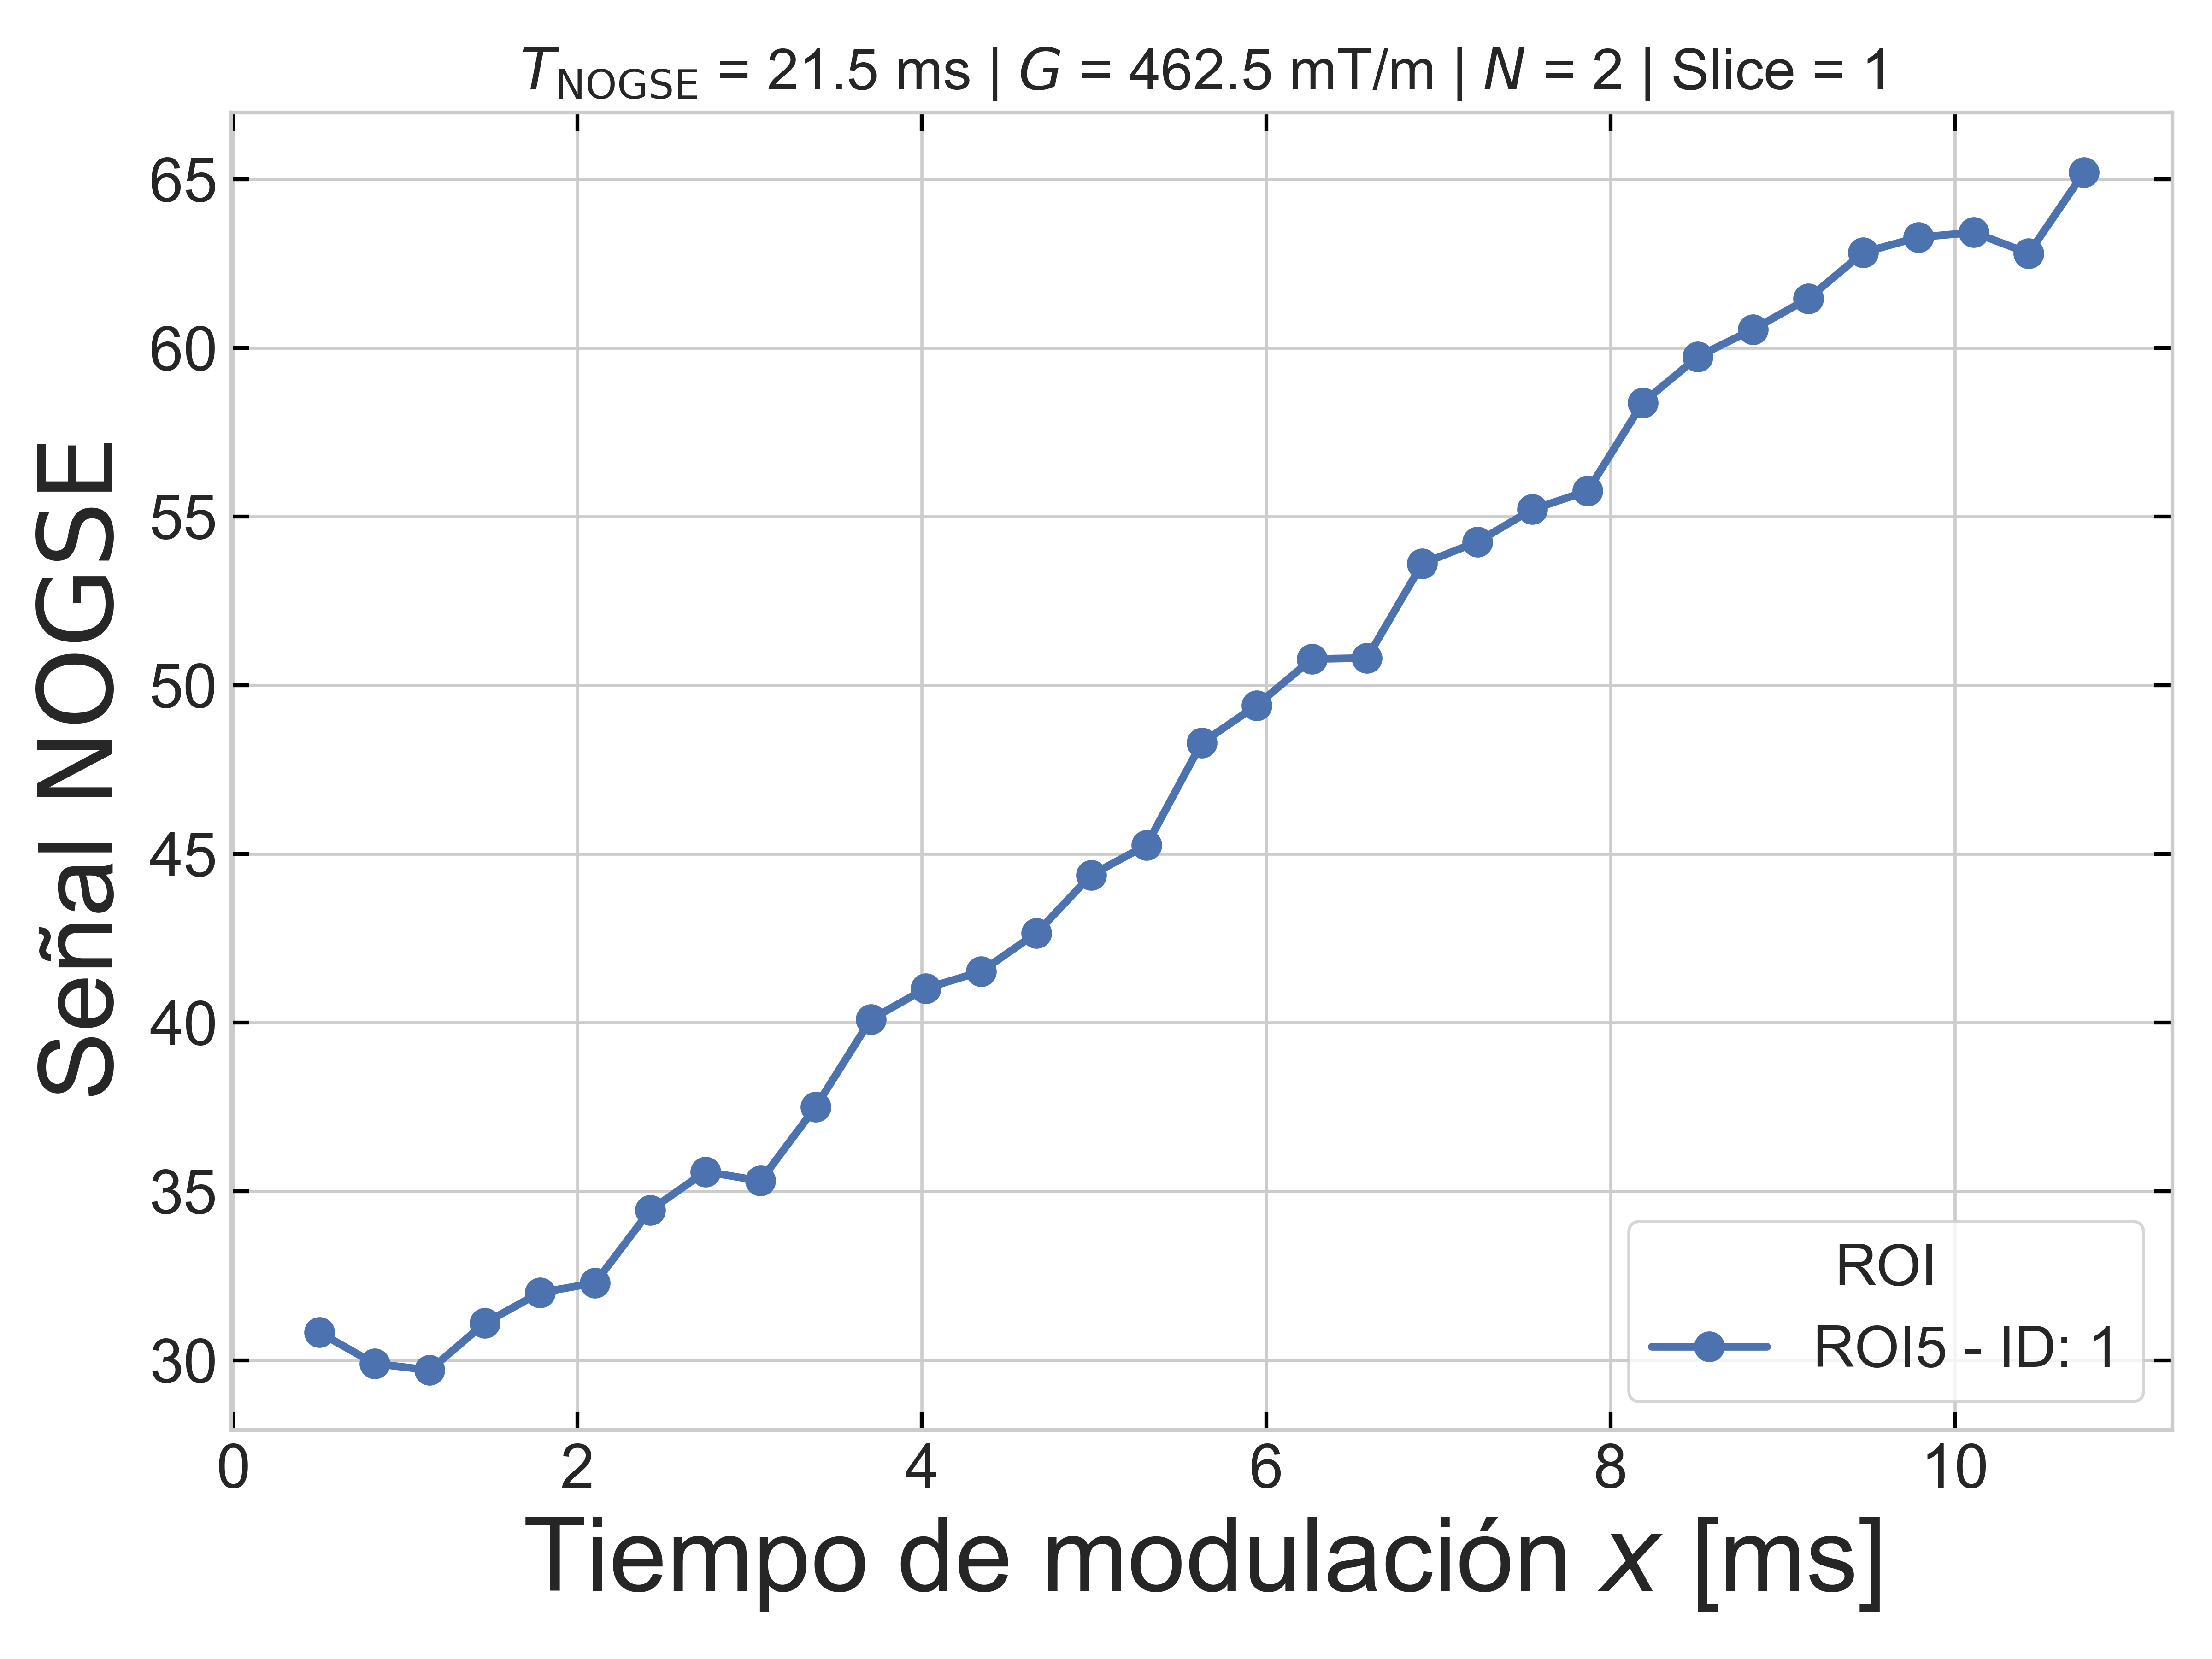 T_NOGSE = 21.5 ms | G = 462.5 mT/m | N = 2 | Slice = 1
Señal NOGSE
65
60
55
50
45
40
35
30
0 2 4 6 8 10
Tiempo de modulación x [ms]
ROI
ROI5 - ID: 1